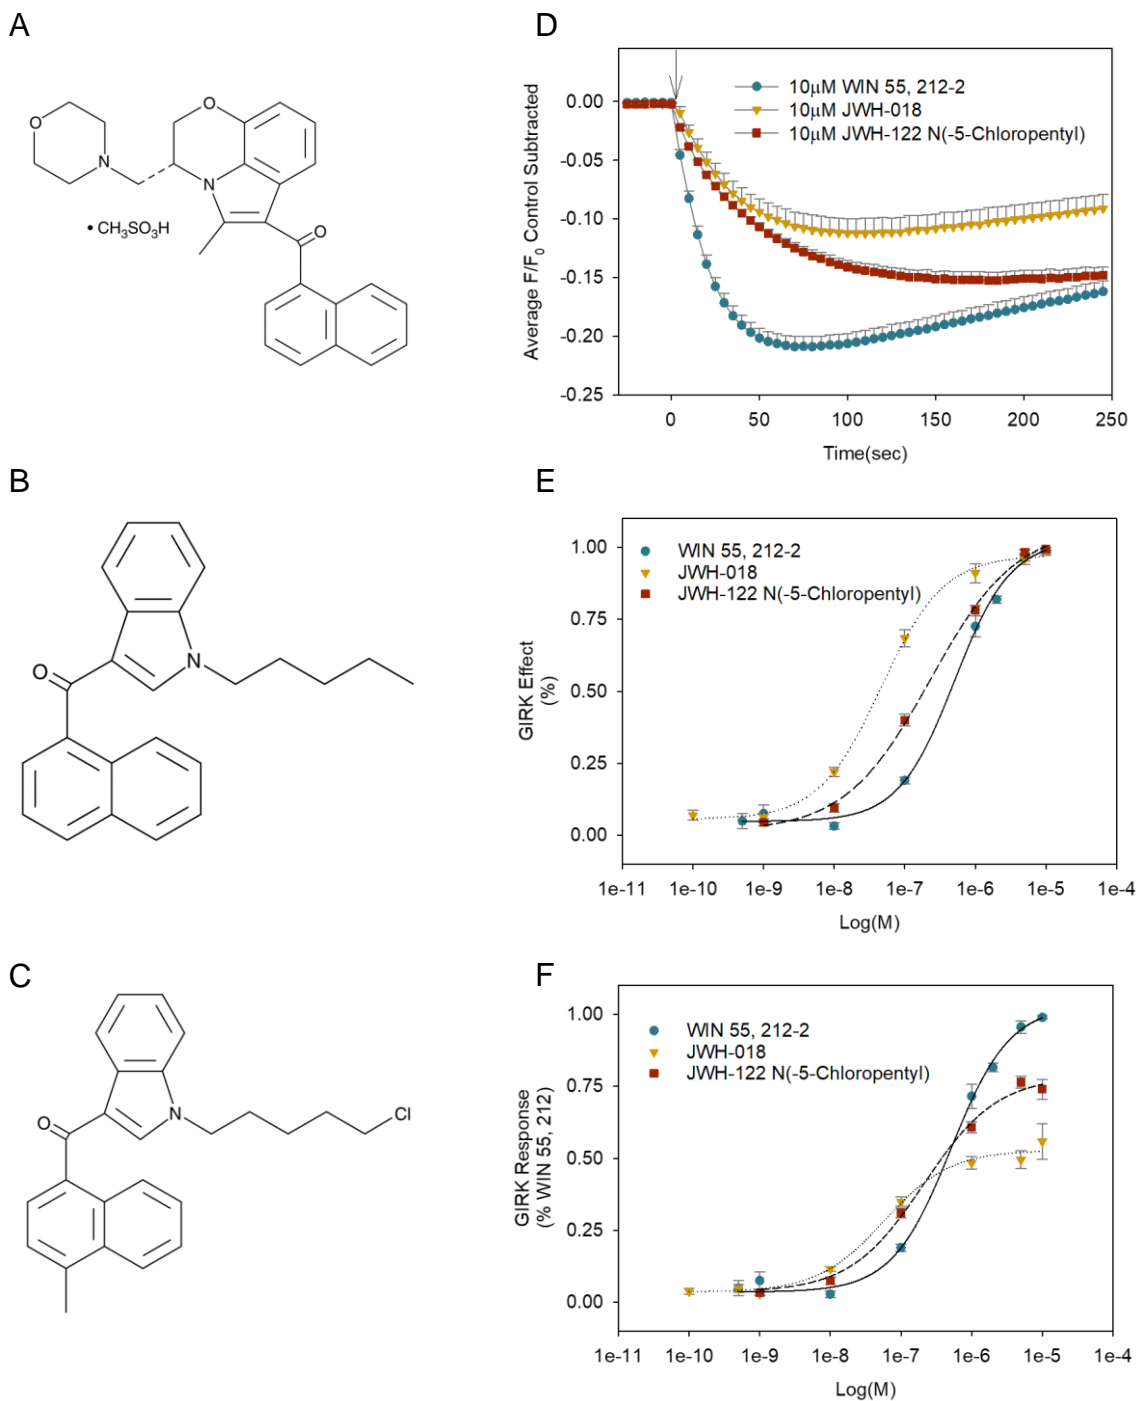 A
O
O
N
N
O
• CH₃SO₃H
B
O
N
C
O
N
Cl
D
10μM WIN 55, 212-2
10μM JWH-018
10μM JWH-122 N(-5-Chloropentyl)
Average F/F₀ Control Subtracted
0.00
-0.05
-0.10
-0.15
-0.20
-0.25
0 50 100 150 200 250
Time(sec)
E
WIN 55, 212-2
JWH-018
JWH-122 N(-5-Chloropentyl)
GIRK Effect
(%)
1.00
0.75
0.50
0.25
0.00
1e-11 1e-10 1e-9 1e-8 1e-7 1e-6 1e-5 1e-4
Log(M)
F
WIN 55, 212-2
JWH-018
JWH-122 N(-5-Chloropentyl)
GIRK Response
(% WIN 55, 212)
1.00
0.75
0.50
0.25
0.00
1e-11 1e-10 1e-9 1e-8 1e-7 1e-6 1e-5 1e-4
Log(M)